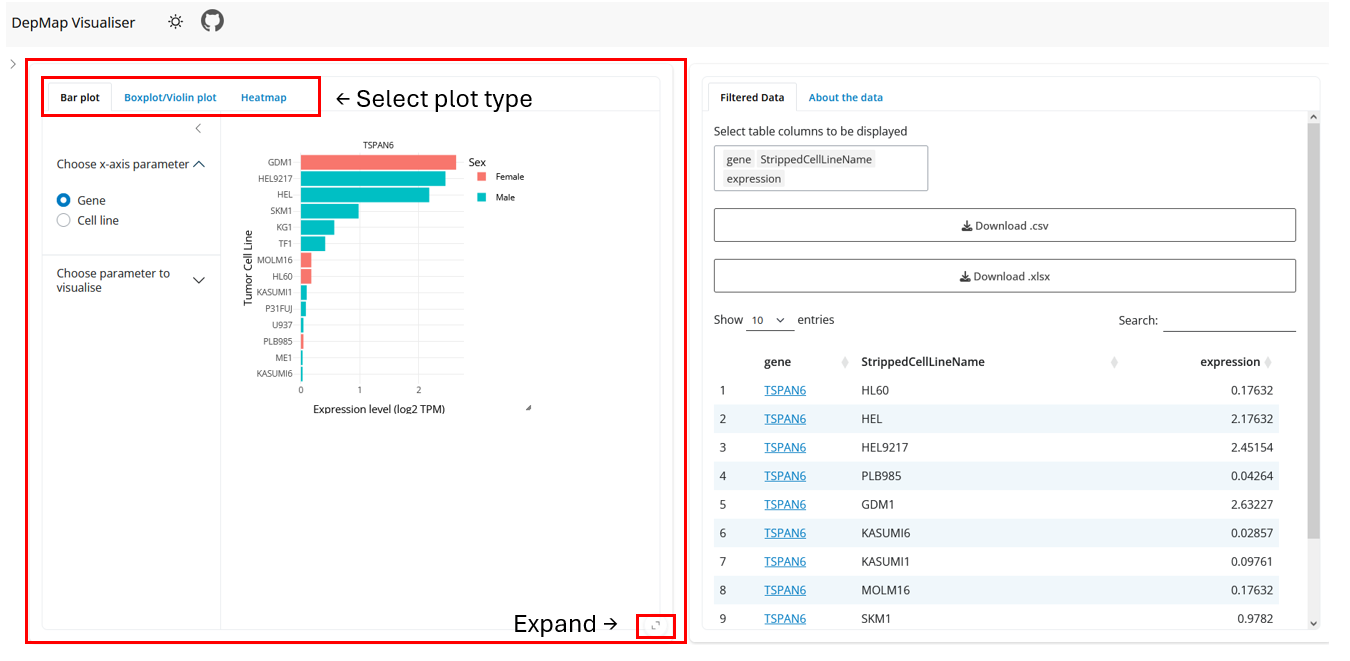 DepMap Visualiser
Bar plot
Boxplot/Violin plot
Heatmap
← Select plot type
Choose x-axis parameter
Gene
Cell line
Choose parameter to
visualise
TSPAN6
Tumor Cell Line
GDM1
HEL9217
HEL
SKM1
KG1
TF1
MOLM16
HL60
KASUMI1
P31FUJ
U937
PLB985
ME1
KASUMI6
0 1 2
Expression level (log2 TPM)
Sex
Female
Male
Expand →
Filtered Data
About the data
Select table columns to be displayed
gene StrippedCellLineName
expression
Download .csv
Download .xlsx
Show 10 entries
Search:
gene StrippedCellLineName expression
1 TSPAN6 HL60 0.17632
2 TSPAN6 HEL 2.17632
3 TSPAN6 HEL9217 2.45154
4 TSPAN6 PLB985 0.04264
5 TSPAN6 GDM1 2.63227
6 TSPAN6 KASUMI6 0.02857
7 TSPAN6 KASUMI1 0.09761
8 TSPAN6 MOLM16 0.17632
9 TSPAN6 SKM1 0.9782